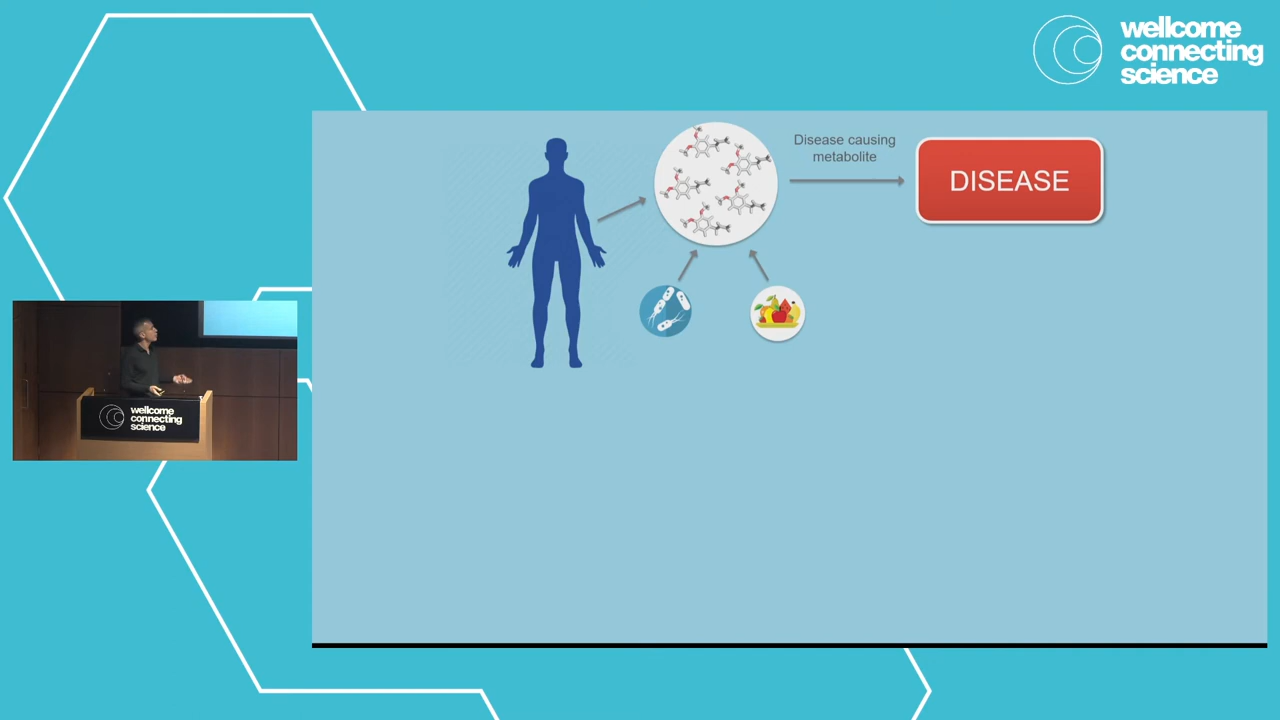 wellcome
connecting
science
Disease causing
metabolite
DISEASE
wellcome
connecting
science